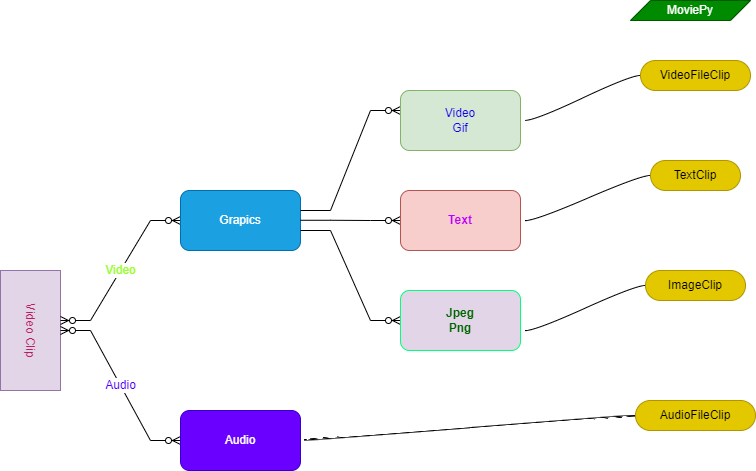 MoviePy
VideoFileClip
Video
Gif
TextClip
Grapics
Text
Video
ImageClip
Video Clip
Jpeg
Png
Audio
AudioFileClip
Audio